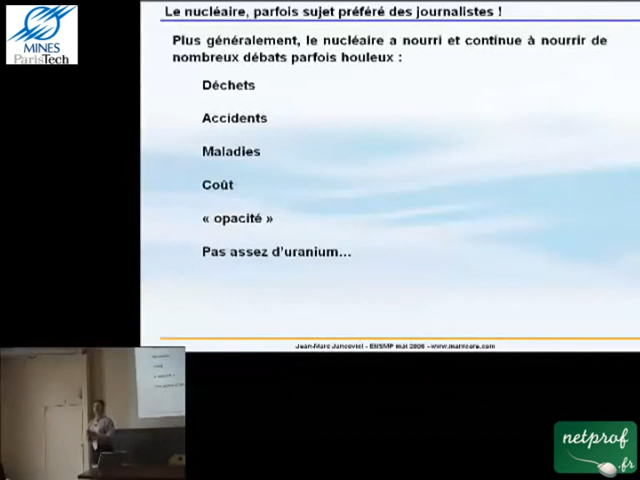 MINES
ParisTech
Le nucléaire, parfois sujet préféré des journalistes !
Plus généralement, le nucléaire a nourri et continue à nourrir de
nombreux débats parfois houleux :
Déchets
Accidents
Maladies
Coût
« opacité »
Pas assez d'uranium...
Jean-Marc Jancovici - ENSMP mai 2008 - www.manicore.com
netprof
.fr